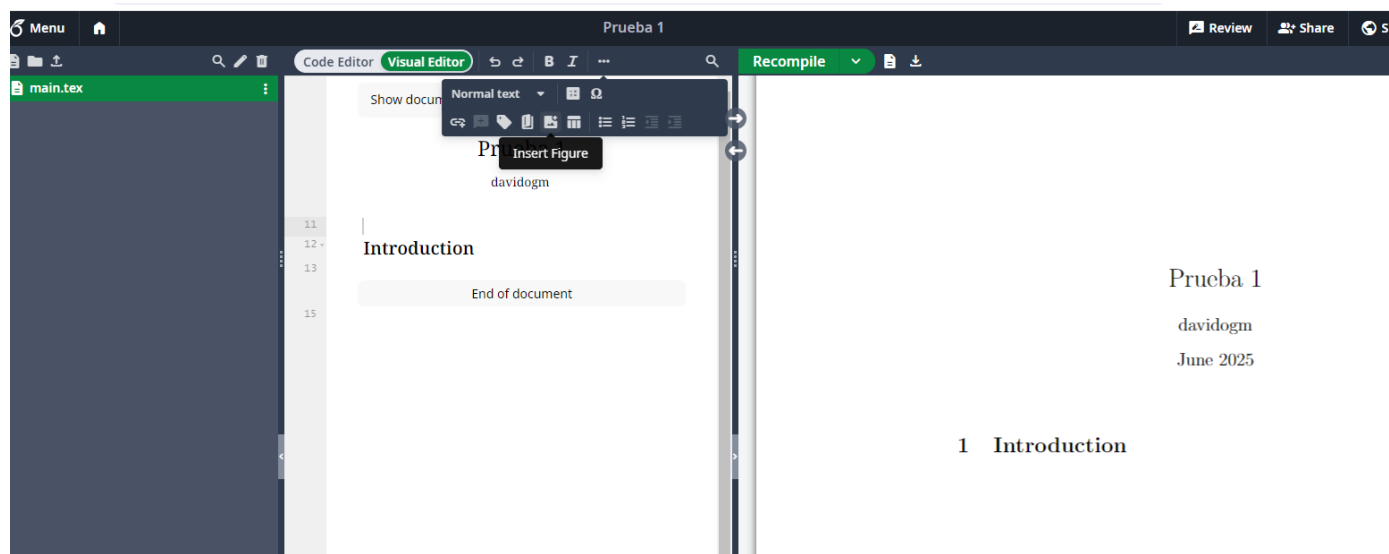 Menu
Prueba 1
Review
Share
S
Code Editor
Visual Editor
B I
Recompile
main.tex
Show docum
Normal text
Ω
Insert Figure
Pr
davidogm
11
12
Introduction
13
End of document
15
Prueba 1
davidogm
June 2025
1 Introduction